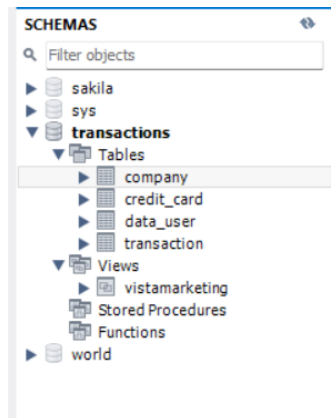 SCHEMAS
Filter objects
sakila
sys
transactions
Tables
company
credit_card
data_user
transaction
Views
vistamarketing
Stored Procedures
Functions
world